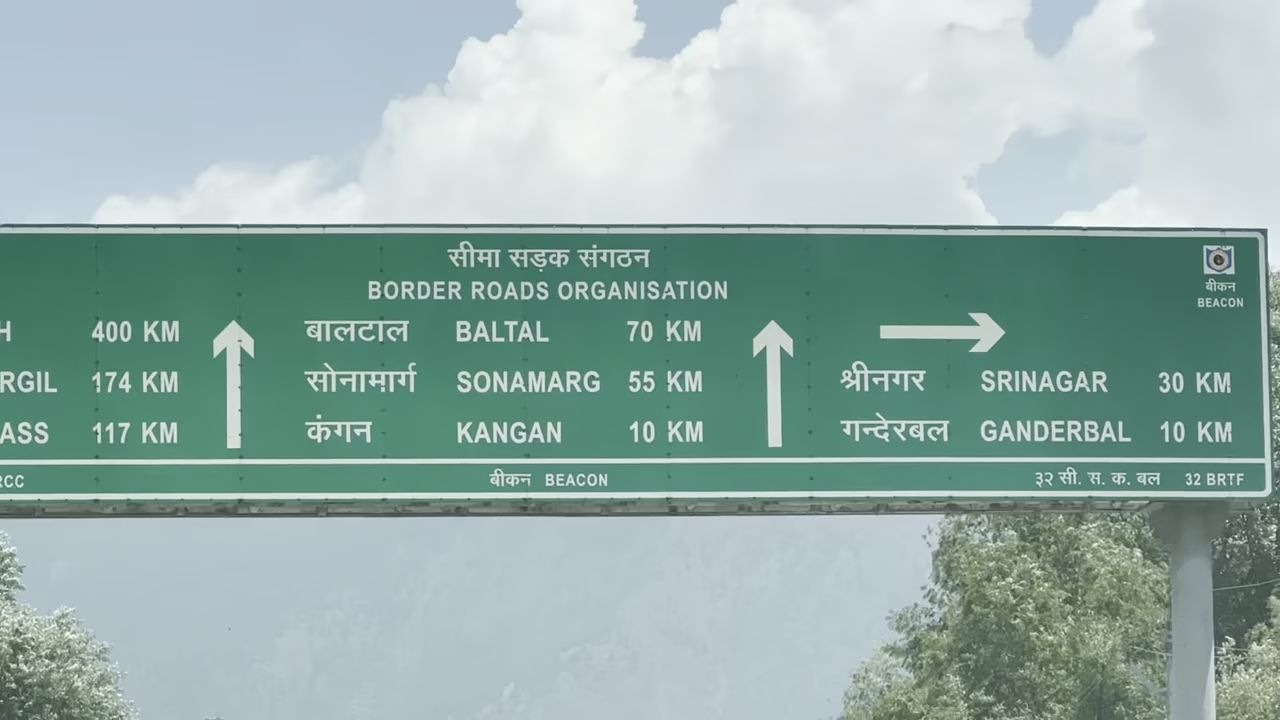 सीमा सड़क संगठन
BORDER ROADS ORGANISATION
बीकन
BEACON
400 KM
174 KM
117 KM
बालटाल BALTAL 70 KM
सोनामार्ग SONAMARG 55 KM
कंगन KANGAN 10 KM
श्रीनगर SRINAGAR 30 KM
गन्देरबल GANDERBAL 10 KM
बीकन BEACON
३२ सी. स. क. बल 32 BRTF